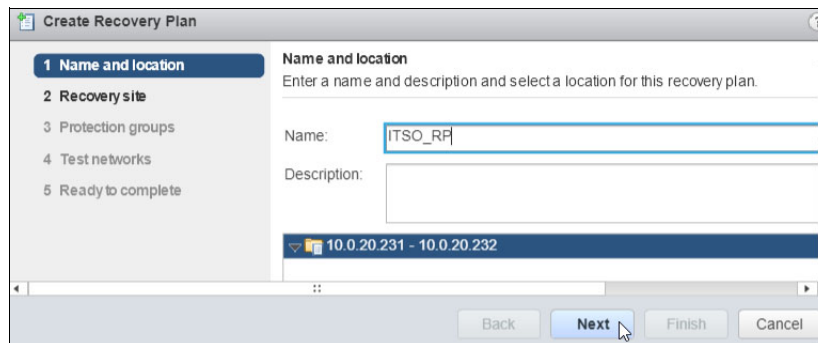 Create Recovery Plan
?
1 Name and location
2 Recovery site
3 Protection groups
4 Test networks
5 Ready to complete
Name and location
Enter a name and description and select a location for this recovery plan.
Name: ITSO_RP
Description:
10.0.20.231 - 10.0.20.232
Back Next Finish Cancel